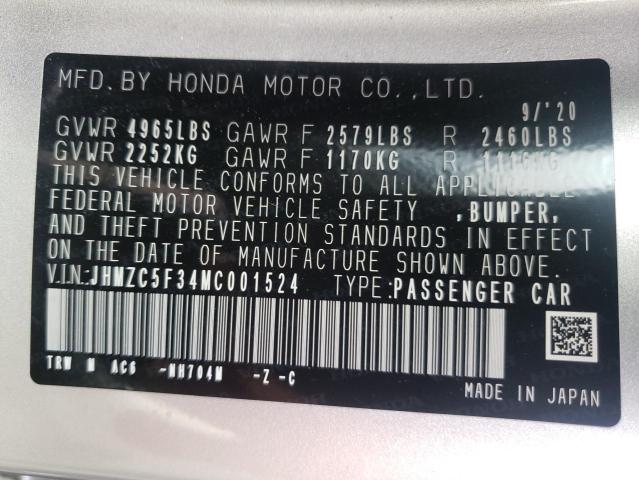 MFD.BY HONDA MOTOR CO.,LTD.
9/'20
GVWR 4965LBS GAWR F 2579LBS R 2460LBS
GVWR 2252KG GAWR F 1170KG R 1116KG
THIS VEHICLE CONFORMS TO ALL APPLICABLE
FEDERAL MOTOR VEHICLE SAFETY ,BUMPER,
AND THEFT PREVENTION STANDARDS IN EFFECT
ON THE DATE OF MANUFACTURE SHOWN ABOVE.
V.I.N:JHMZC5F34MC001524 TYPE:PASSENGER CAR
TRW M AC6 -NH704M -Z -C
MADE IN JAPAN